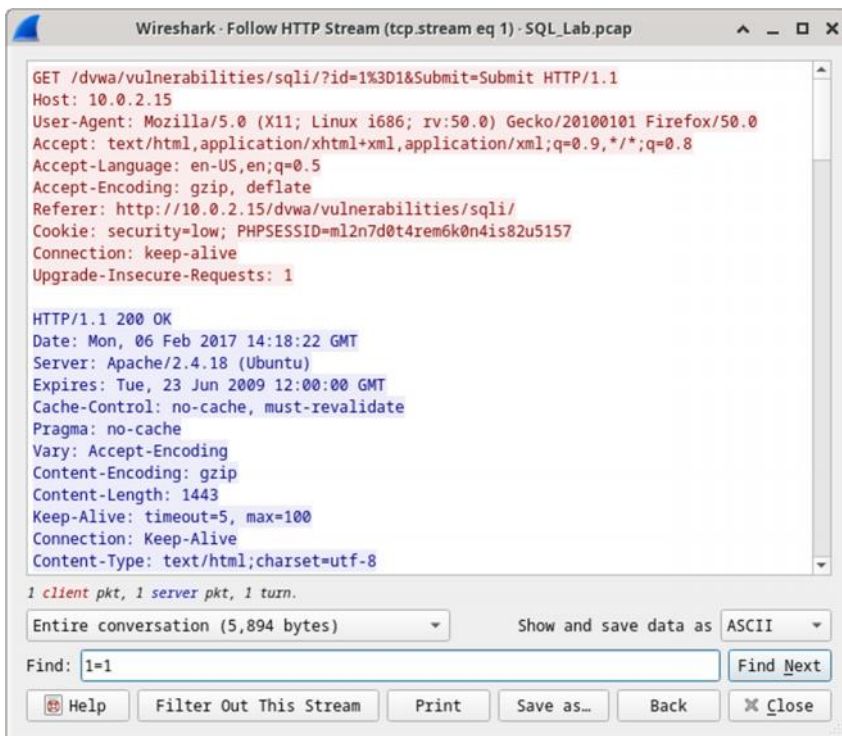 Wireshark · Follow HTTP Stream (tcp.stream eq 1) · SQL_Lab.pcap
GET /dvwa/vulnerabilities/sqli/?id=1%3D1&Submit=Submit HTTP/1.1
Host: 10.0.2.15
User-Agent: Mozilla/5.0 (X11; Linux i686; rv:50.0) Gecko/20100101 Firefox/50.0
Accept: text/html,application/xhtml+xml,application/xml;q=0.9,*/*;q=0.8
Accept-Language: en-US,en;q=0.5
Accept-Encoding: gzip, deflate
Referer: http://10.0.2.15/dvwa/vulnerabilities/sqli/
Cookie: security=low; PHPSESSID=ml2n7d0t4rem6k0n4is82u5157
Connection: keep-alive
Upgrade-Insecure-Requests: 1
HTTP/1.1 200 OK
Date: Mon, 06 Feb 2017 14:18:22 GMT
Server: Apache/2.4.18 (Ubuntu)
Expires: Tue, 23 Jun 2009 12:00:00 GMT
Cache-Control: no-cache, must-revalidate
Pragma: no-cache
Vary: Accept-Encoding
Content-Encoding: gzip
Content-Length: 1443
Keep-Alive: timeout=5, max=100
Connection: Keep-Alive
Content-Type: text/html;charset=utf-8
1 client pkt, 1 server pkt, 1 turn.
Entire conversation (5,894 bytes) Show and save data as ASCII
Find: 1=1 Find Next
Help Filter Out This Stream Print Save as… Back Close